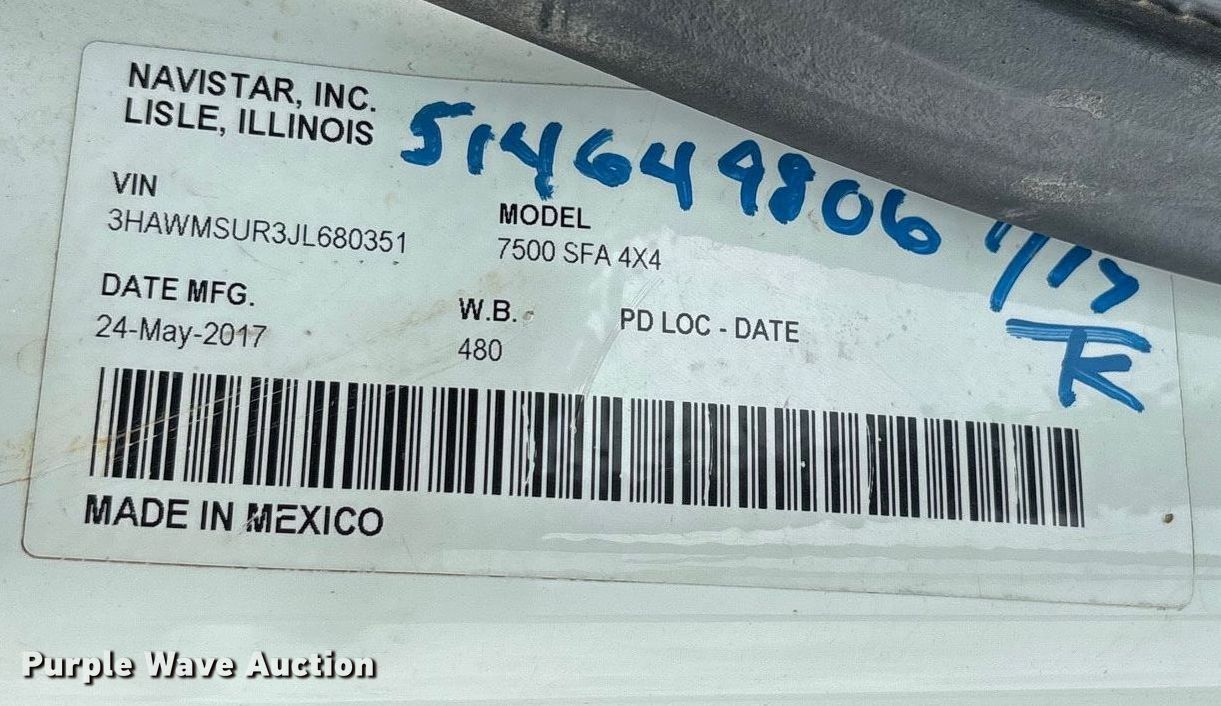 NAVISTAR, INC.
LISLE, ILLINOIS
514649806
VIN
3HAWMSUR3JL680351
MODEL
7500 SFA 4X4
DATE MFG.
24-May-2017
W.B.
480
PD LOC - DATE
K
MADE IN MEXICO
Purple Wave Auction